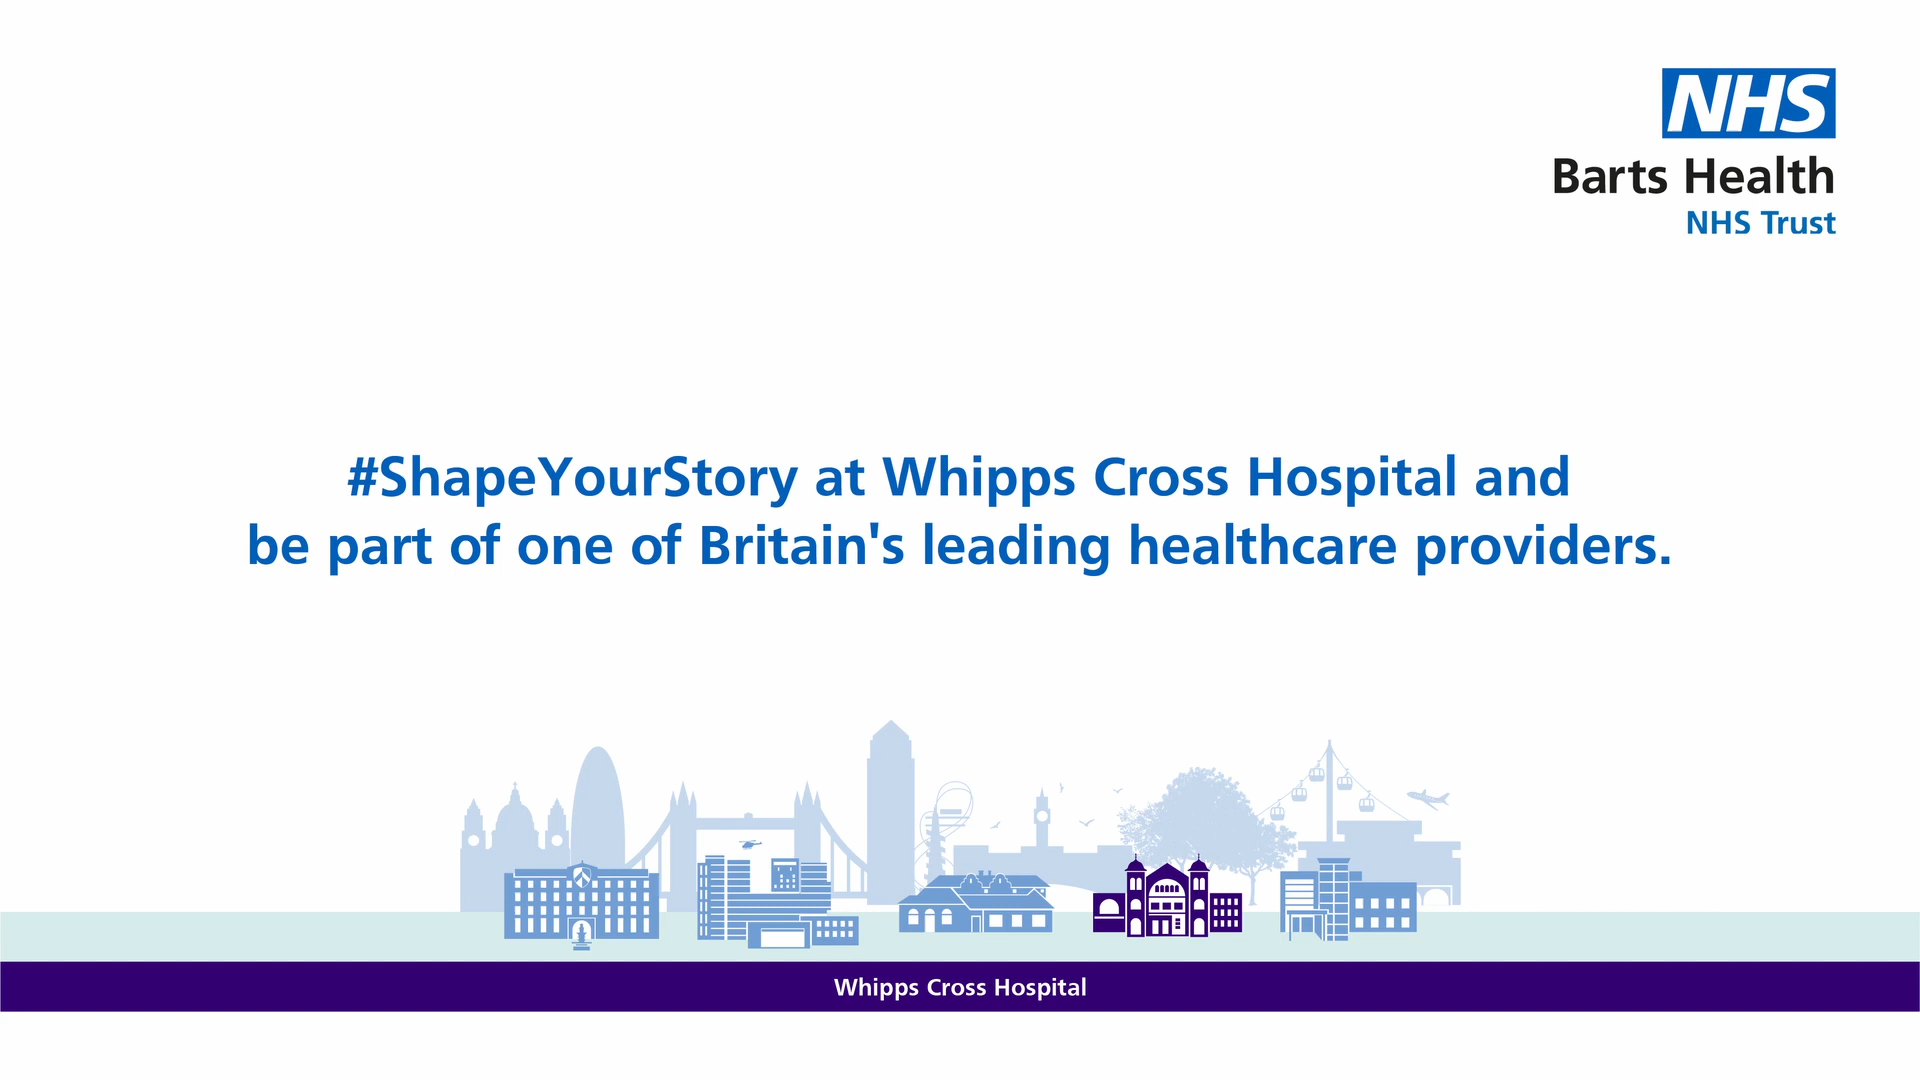 NHS
Barts Health
NHS Trust
#ShapeYourStory at Whipps Cross Hospital and
be part of one of Britain's leading healthcare providers.
Whipps Cross Hospital